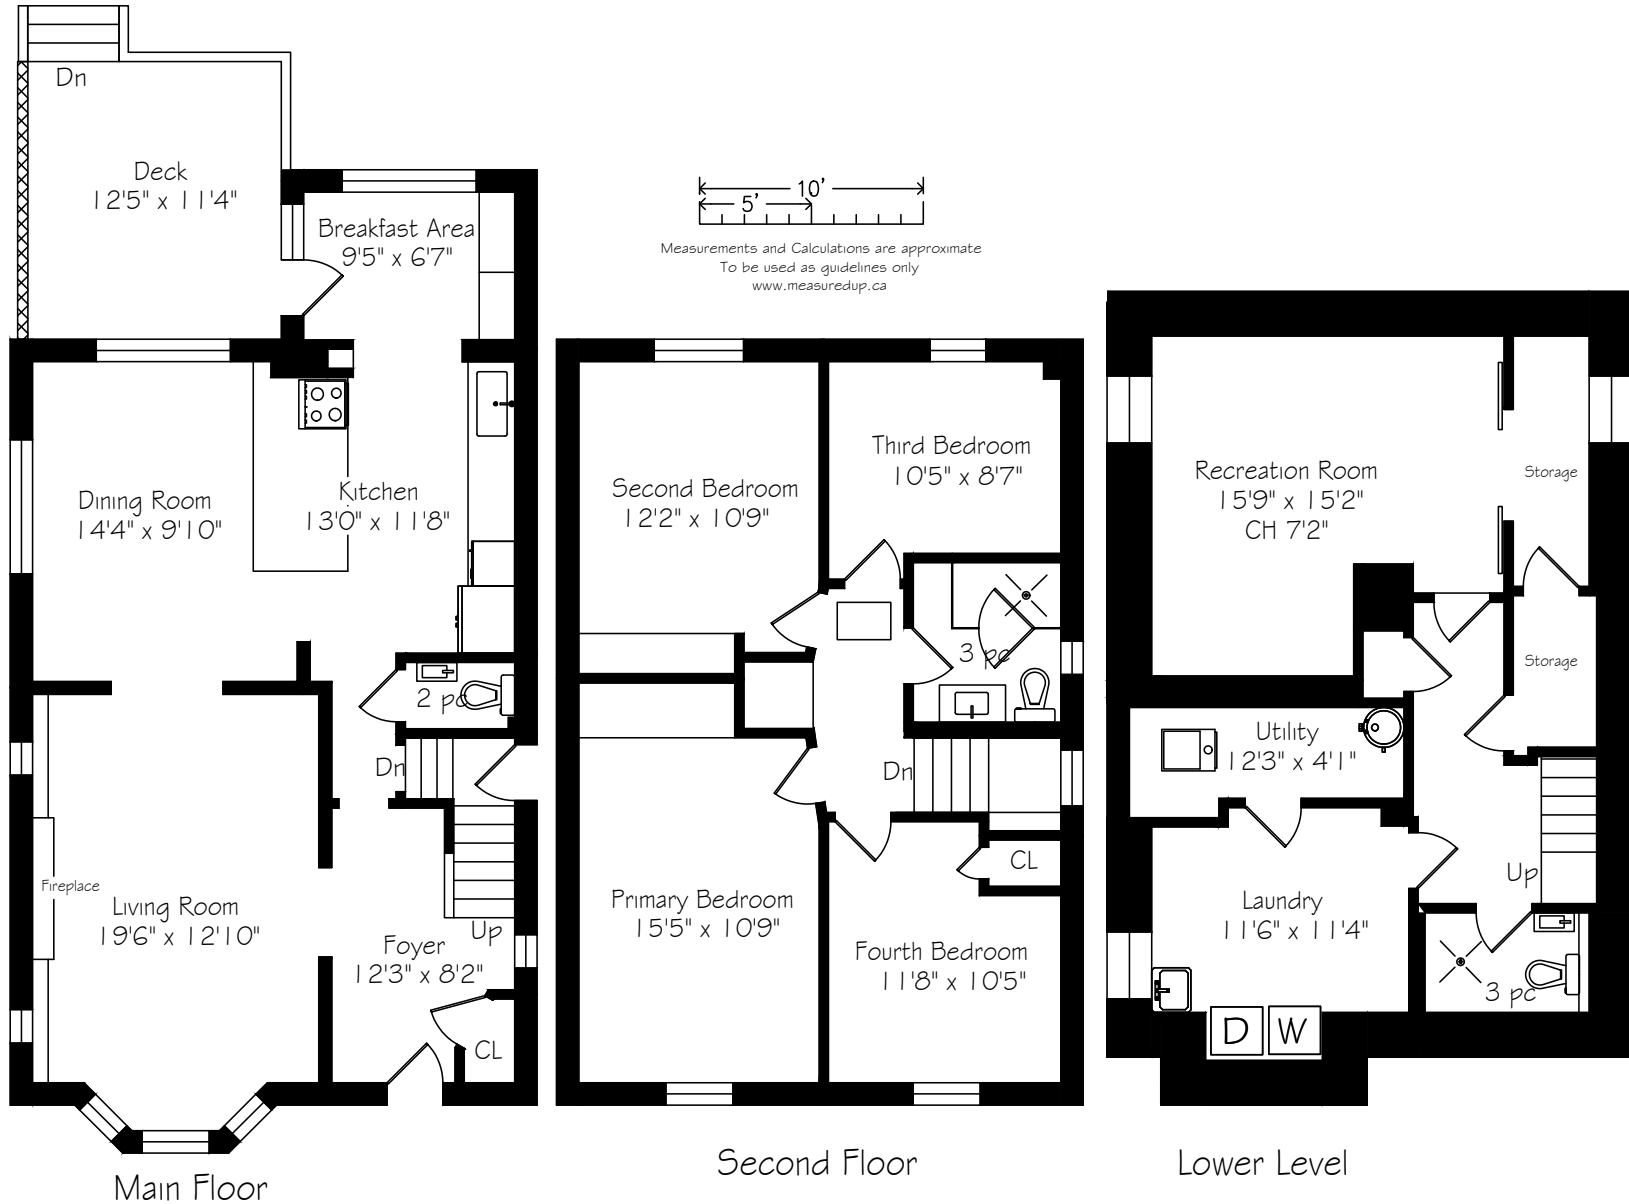 Dn
Deck
12'5" x 11'4"
Breakfast Area
9'5" x 6'7"
Dining Room
14'4" x 9'10"
Kitchen
13'0" x 11'8"
2 pc
Dn
Fireplace
Living Room
19'6" x 12'10"
Up
Foyer
12'3" x 8'2"
CL
Main Floor
10'
5'
Measurements and Calculations are approximate
To be used as guidelines only
www.measuredup.ca
Second Bedroom
12'2" x 10'9"
Third Bedroom
10'5" x 8'7"
3 pc
Dn
CL
Primary Bedroom
15'5" x 10'9"
Fourth Bedroom
11'8" x 10'5"
Second Floor
Recreation Room
15'9" x 15'2"
CH 7'2"
Storage
Storage
Utility
12'3" x 4'1"
Up
Laundry
11'6" x 11'4"
3 pc
D W
Lower Level